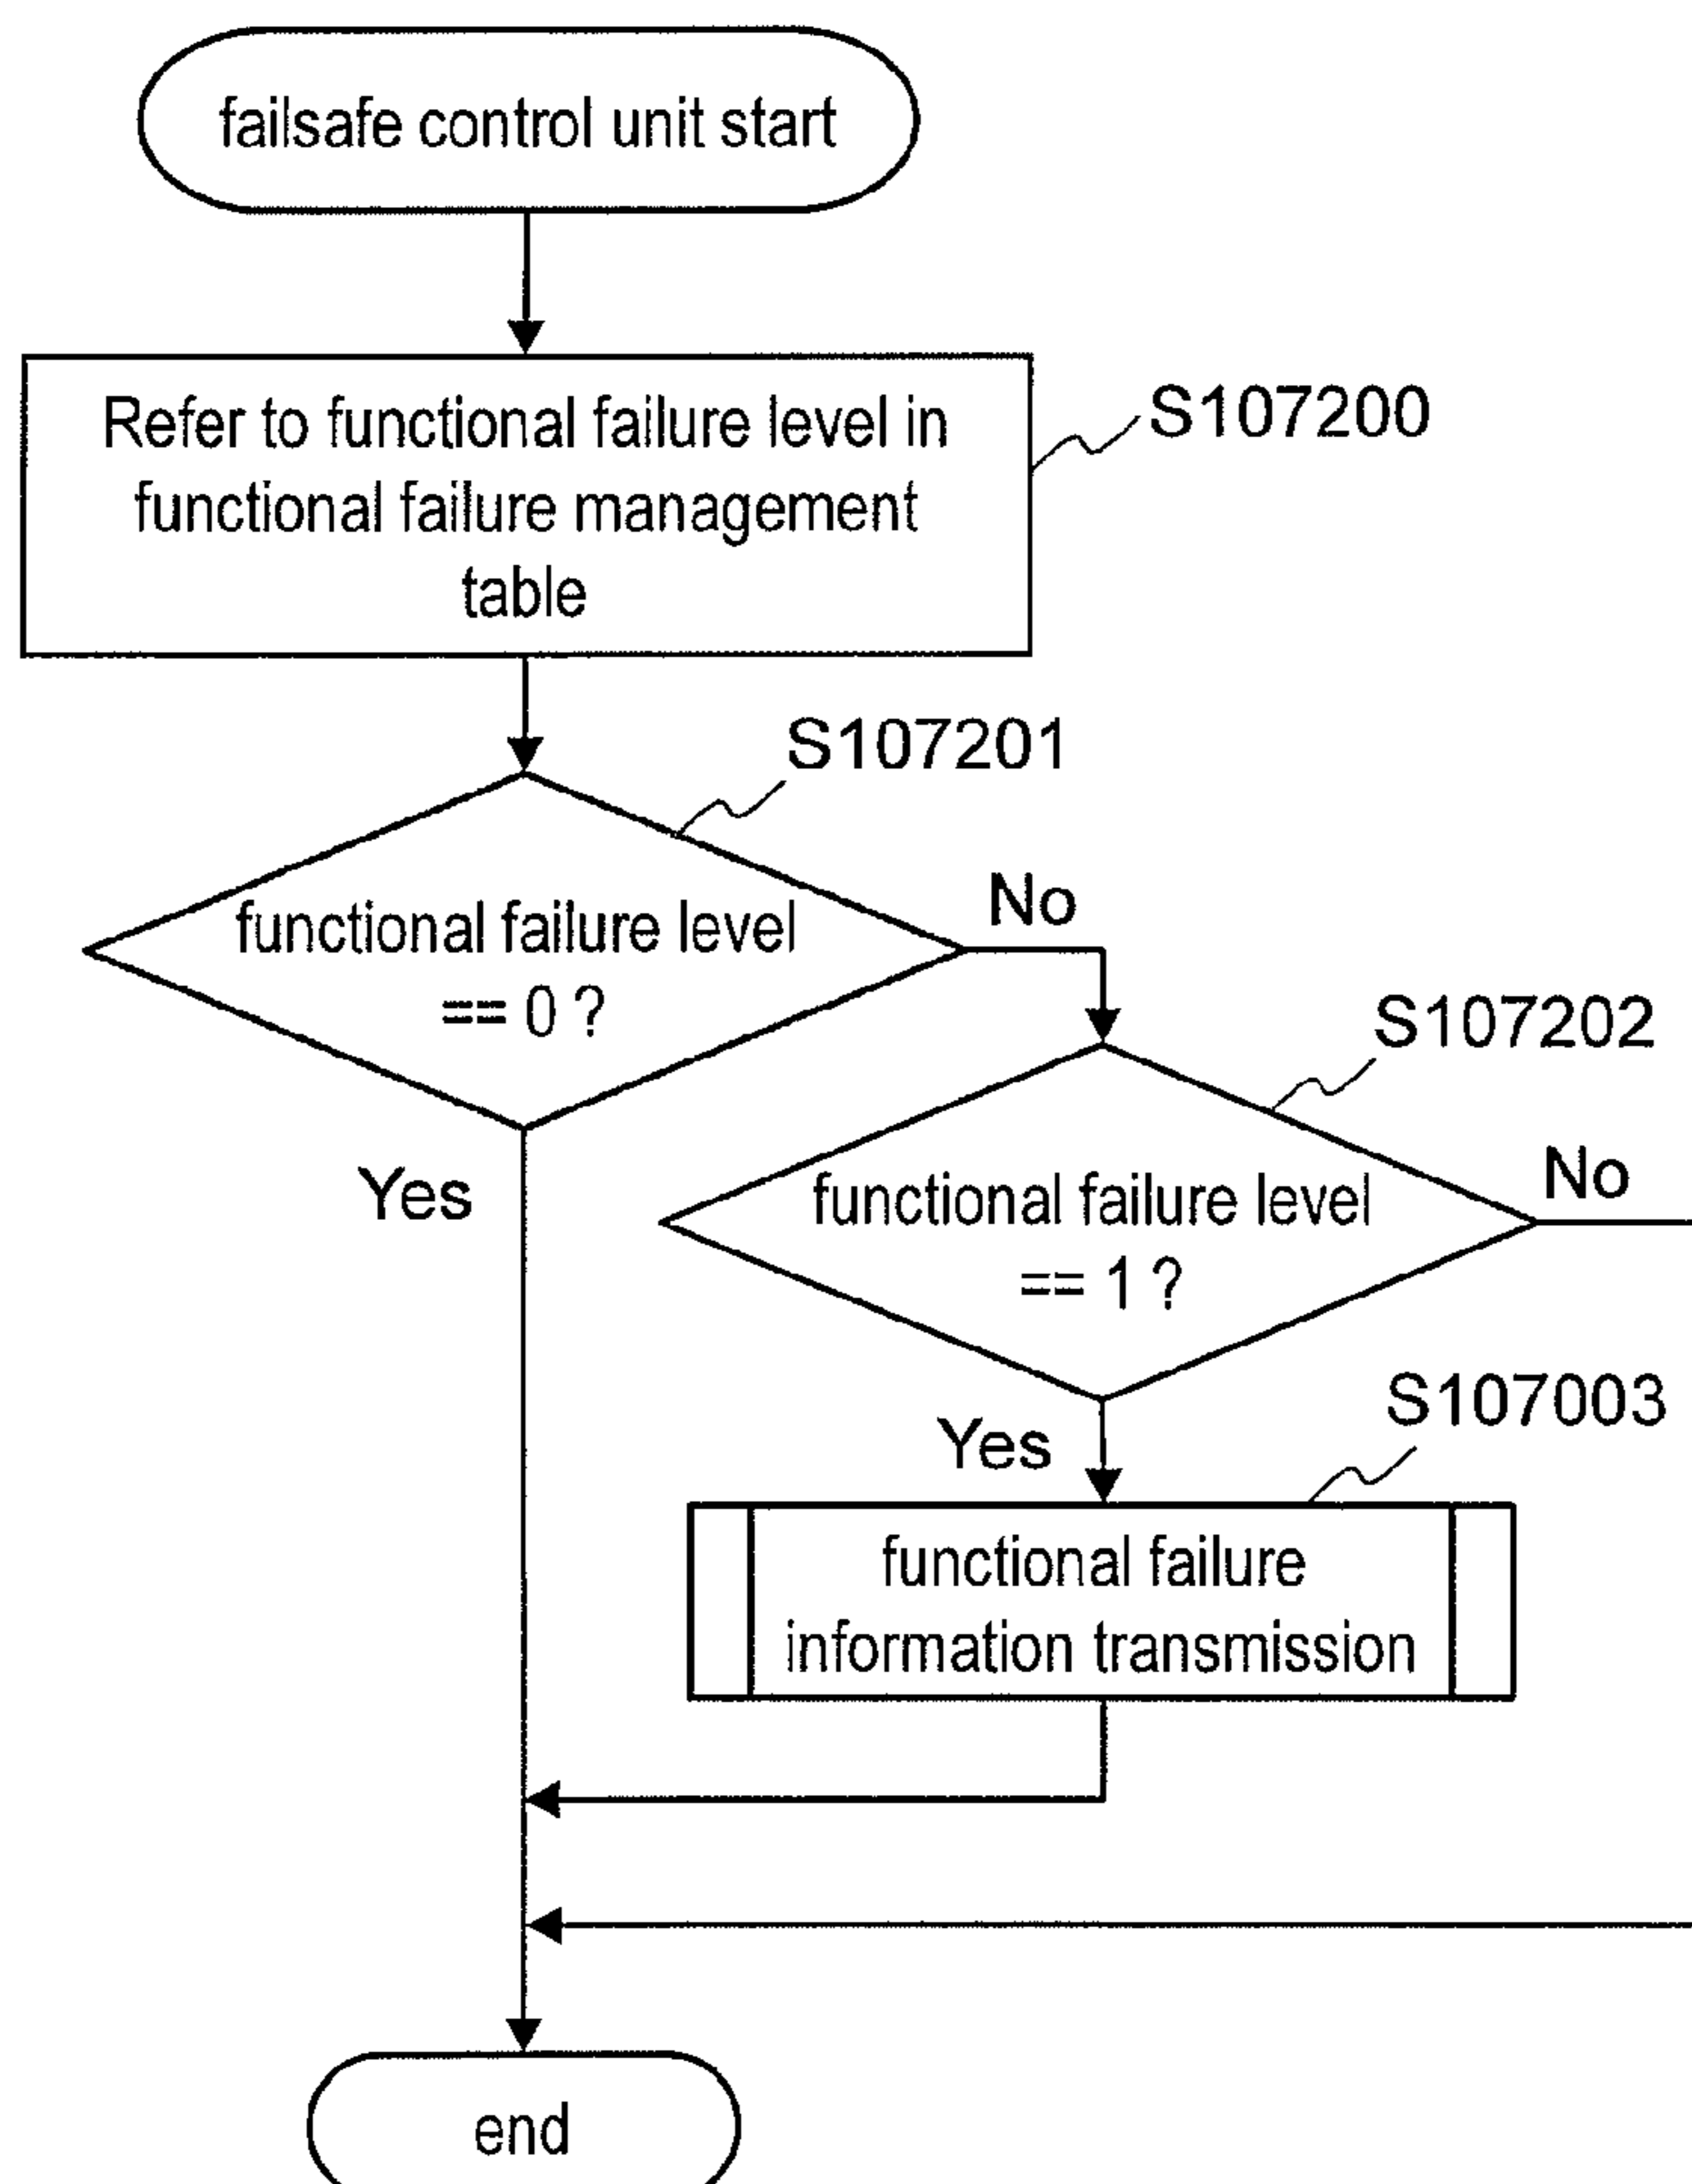 failsafe control unit start
Refer to functional failure level in
functional failure management
table
S107200
S107201
functional failure level
== 0 ?
No
Yes
S107202
functional failure level
== 1 ?
No
Yes
S107003
functional failure
information transmission
end